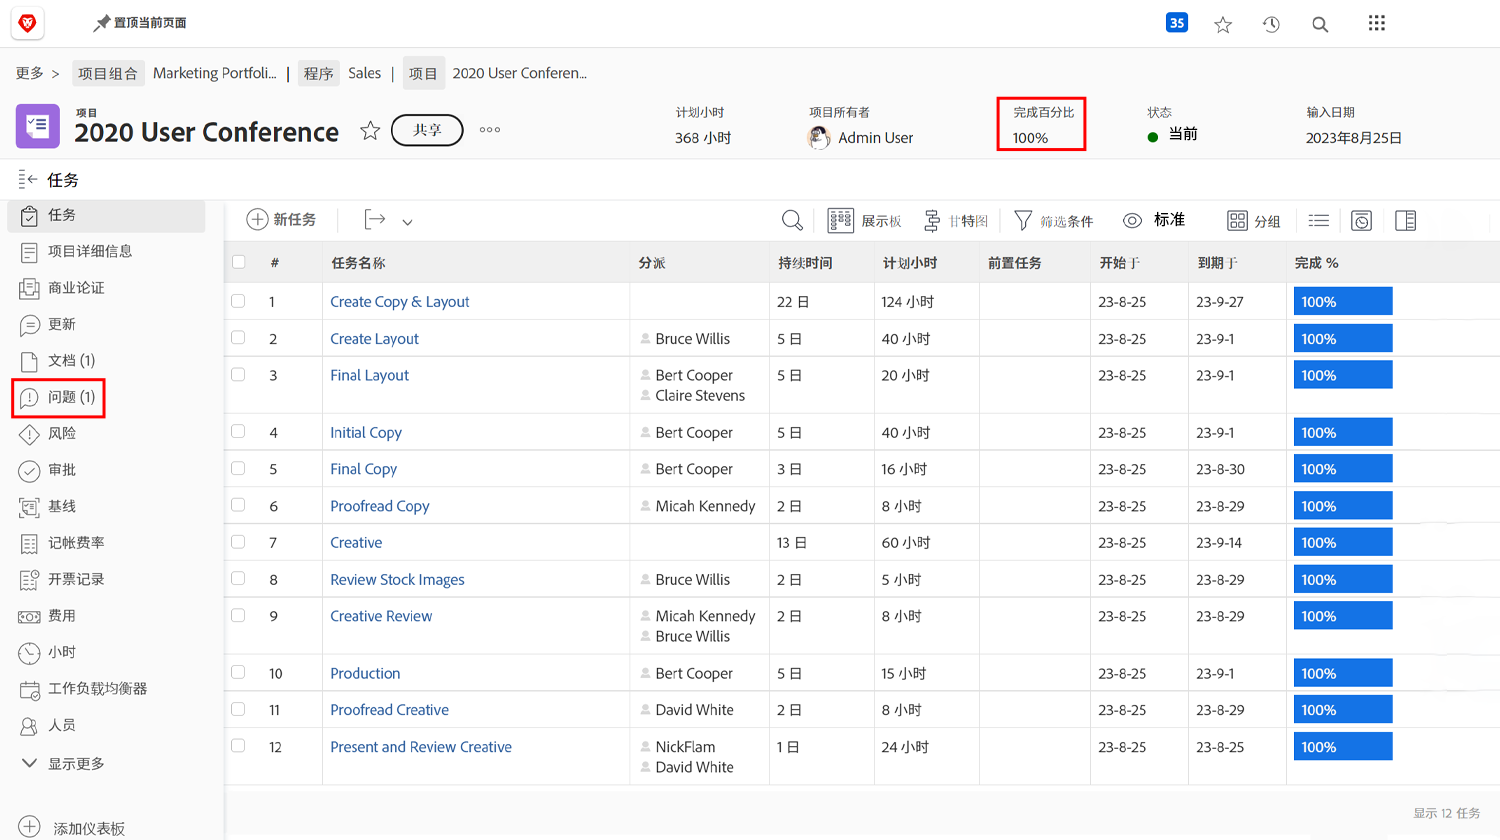 置顶当前页面
35
更多 > 项目组合 Marketing Portfoli... | 程序 Sales | 项目 2020 User Conferen...
项目
2020 User Conference
共享
计划小时
368 小时
项目所有者
Admin User
完成百分比
100%
状态
当前
输入日期
2023年8月25日
任务
任务
项目详细信息
商业论证
更新
文档 (1)
问题 (1)
风险
审批
基线
记帐费率
开票记录
费用
小时
工作负载均衡器
人员
显示更多
添加仪表板
新任务 展示板 甘特图 筛选条件 标准 分组
# 任务名称 分派 持续时间 计划小时 前置任务 开始于 到期于 完成 %
1 Create Copy & Layout 22 日 124 小时 23-8-25 23-9-27 100%
2 Create Layout Bruce Willis 5 日 40 小时 23-8-25 23-9-1 100%
3 Final Layout Bert Cooper 5 日 20 小时 23-8-25 23-9-1 100%
Claire Stevens
4 Initial Copy Bert Cooper 5 日 40 小时 23-8-25 23-9-1 100%
5 Final Copy Bert Cooper 3 日 16 小时 23-8-25 23-8-30 100%
6 Proofread Copy Micah Kennedy 2 日 8 小时 23-8-25 23-8-29 100%
7 Creative 13 日 60 小时 23-8-25 23-9-14 100%
8 Review Stock Images Bruce Willis 2 日 5 小时 23-8-25 23-8-29 100%
9 Creative Review Micah Kennedy 2 日 8 小时 23-8-25 23-8-29 100%
Bruce Willis
10 Production Bert Cooper 5 日 15 小时 23-8-25 23-9-1 100%
11 Proofread Creative David White 2 日 8 小时 23-8-25 23-8-29 100%
12 Present and Review Creative NickFlam 1 日 24 小时 23-8-25 23-8-25 100%
David White
显示 12 任务